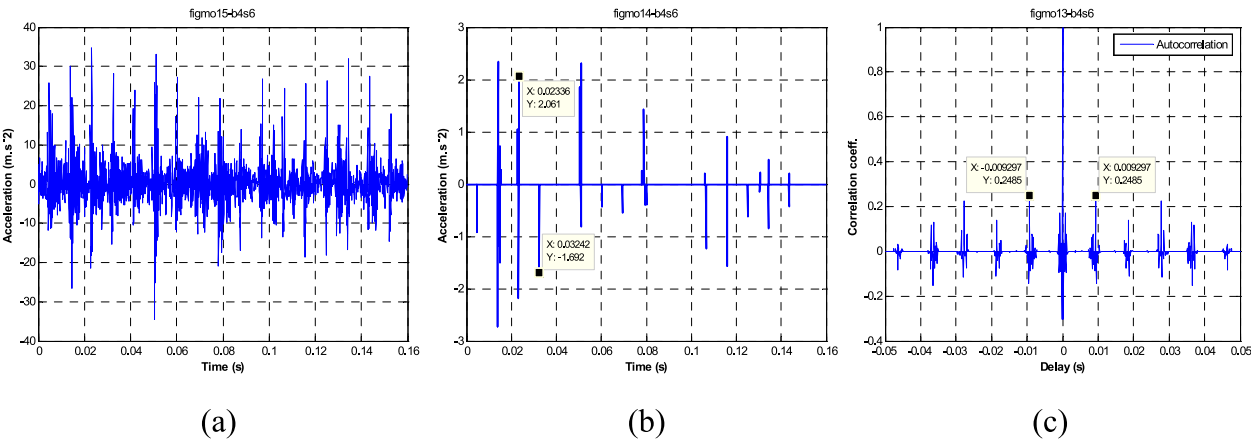 figmo15-b4s6
Acceleration (m.s^2)
40
30
20
10
0
-10
-20
-30
-40
0
0.02
0.04
0.06
0.08
0.1
0.12
0.14
0.16
Time (s)
(a)
figmo14-b4s6
Acceleration (m.s^2)
3
2
1
0
-1
-2
-3
X: 0.02336
Y: 2.061
X: 0.03242
Y: -1.692
0
0.02
0.04
0.06
0.08
0.1
0.12
0.14
0.16
Time (s)
(b)
figmo13-b4s6
Correlation coeff.
1
0.8
0.6
0.4
0.2
0
-0.2
0.4
Autocorrelation
X: -0.009297
Y: 0.2485
X: 0.009297
Y: 0.2485
-0.05
-0.04
-0.03
-0.02
-0.01
0
0.01
0.02
0.03
0.04
0.05
Delay (s)
(c)